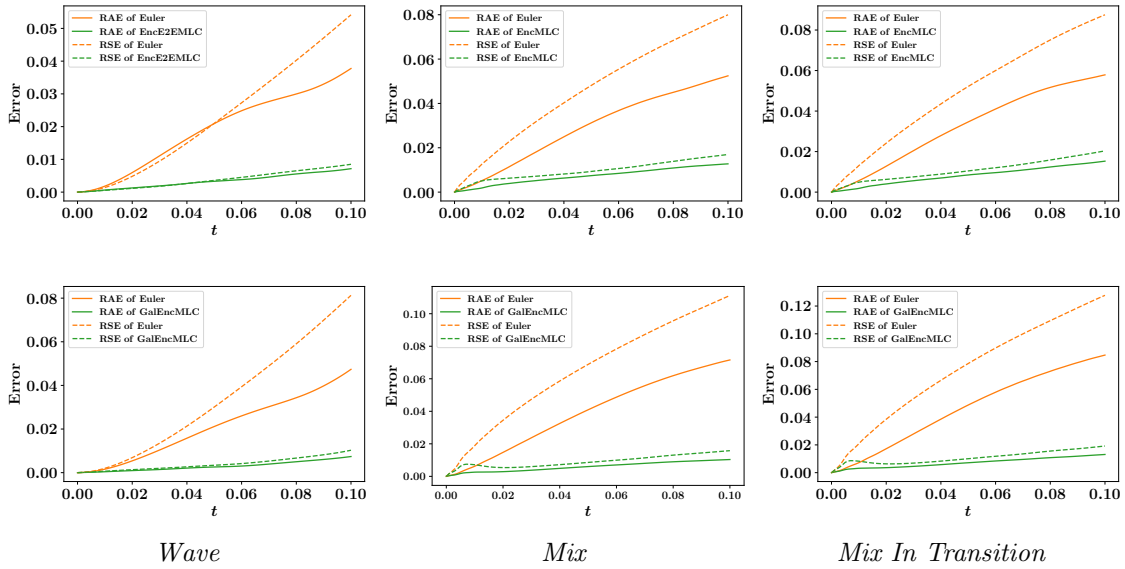 RAE of Euler
RAE of EncE2EMLC
RSE of Euler
RSE of EncE2EMLC
0.05
0.04
0.03
0.02
0.01
0.00
Error
0.00 0.02 0.04 0.06 0.08 0.10
t
RAE of Euler
RAE of EncMLC
RSE of Euler
RSE of EncMLC
0.08
0.06
0.04
0.02
0.00
Error
0.00 0.02 0.04 0.06 0.08 0.10
t
RAE of Euler
RAE of EncMLC
RSE of Euler
RSE of EncMLC
0.08
0.06
0.04
0.02
0.00
Error
0.00 0.02 0.04 0.06 0.08 0.10
t
RAE of Euler
RAE of GalEncMLC
RSE of Euler
RSE of GalEncMLC
0.08
0.06
0.04
0.02
0.00
Error
0.00 0.02 0.04 0.06 0.08 0.10
t
RAE of Euler
RAE of GalEncMLC
RSE of Euler
RSE of GalEncMLC
0.10
0.08
0.06
0.04
0.02
0.00
Error
0.00 0.02 0.04 0.06 0.08 0.10
t
RAE of Euler
RAE of GalEncMLC
RSE of Euler
RSE of GalEncMLC
0.12
0.10
0.08
0.06
0.04
0.02
0.00
Error
0.00 0.02 0.04 0.06 0.08 0.10
t
Wave
Mix
Mix In Transition